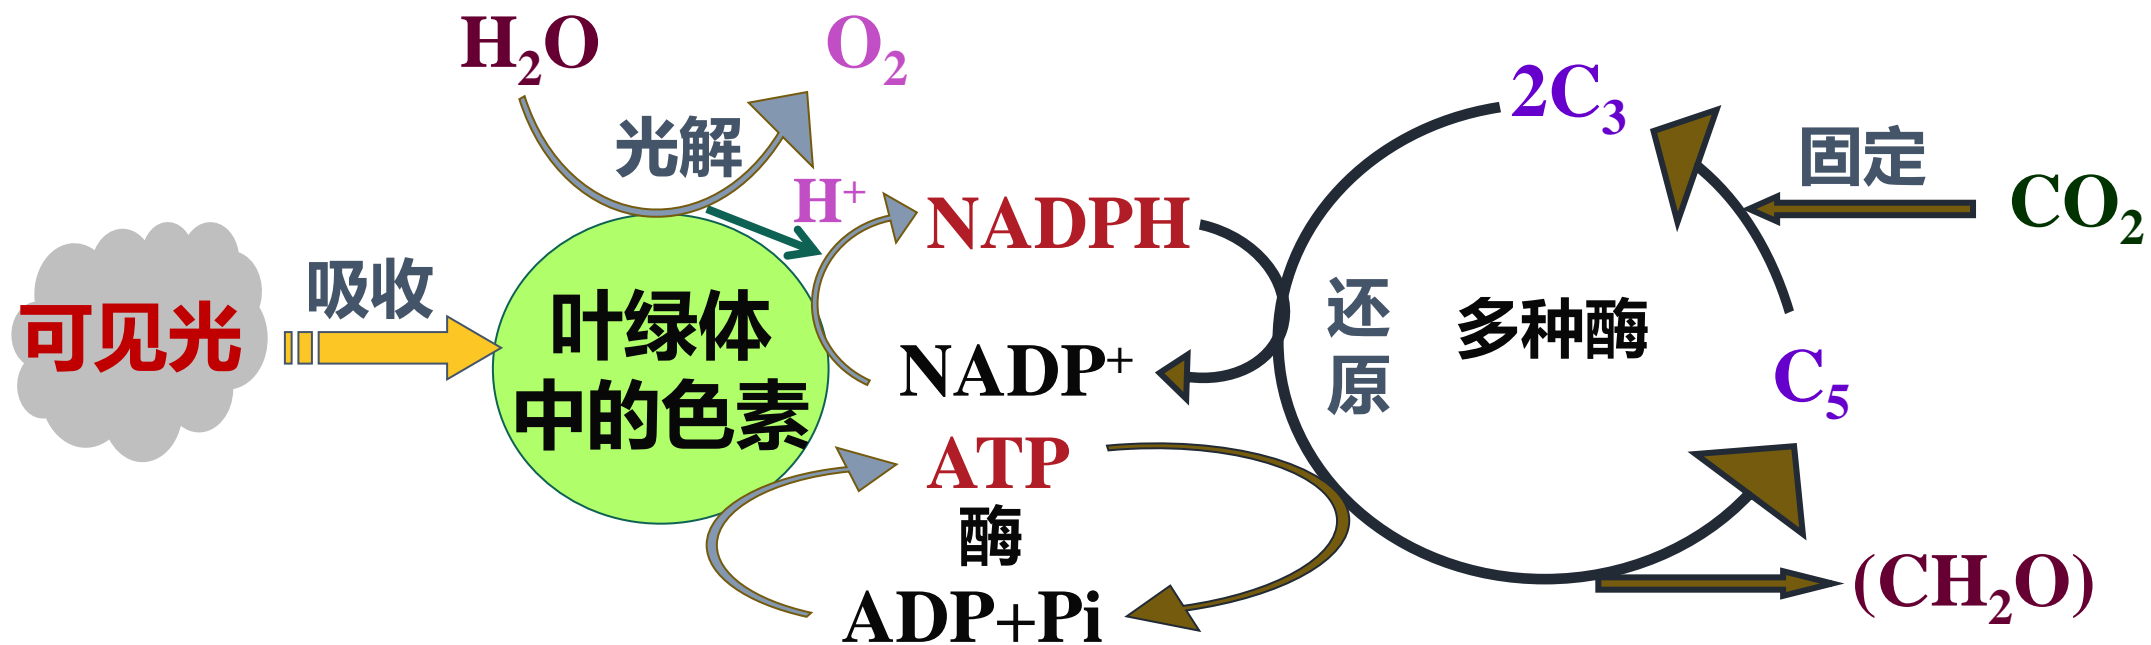 H₂O
O₂
光解
H⁺
可见光
吸收
叶绿体
中的色素
NADPH
NADP⁺
ATP
酶
ADP+Pi
还
原
多种酶
2C₃
固定
CO₂
C₅
(CH₂O)